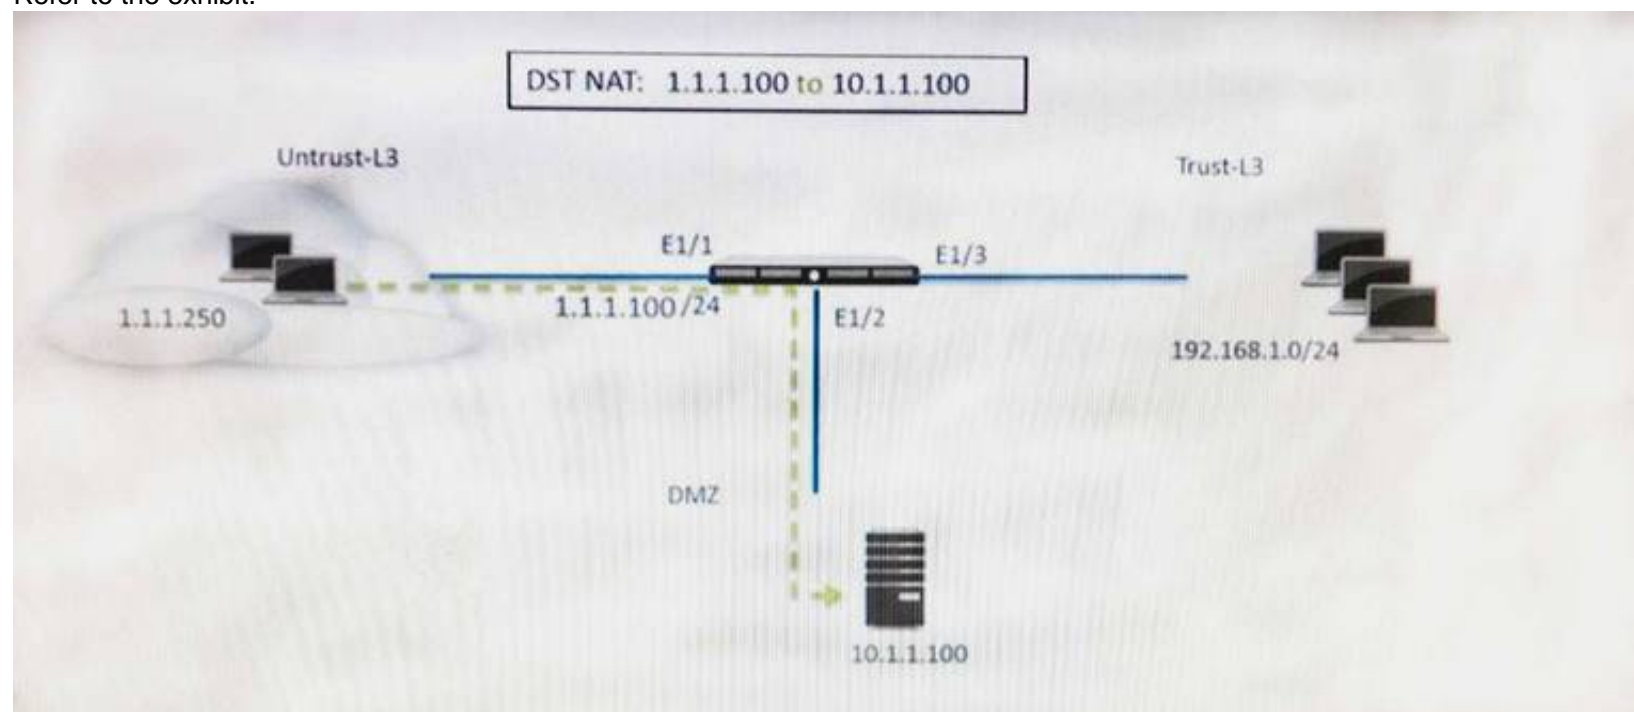 Refer to the exhibit.
DST NAT: 1.1.1.100 to 10.1.1.100
Untrust-L3
Trust-L3
E1/1
E1/3
1.1.1.250
1.1.1.100/24
E1/2
192.168.1.0/24
DMZ
10.1.1.100